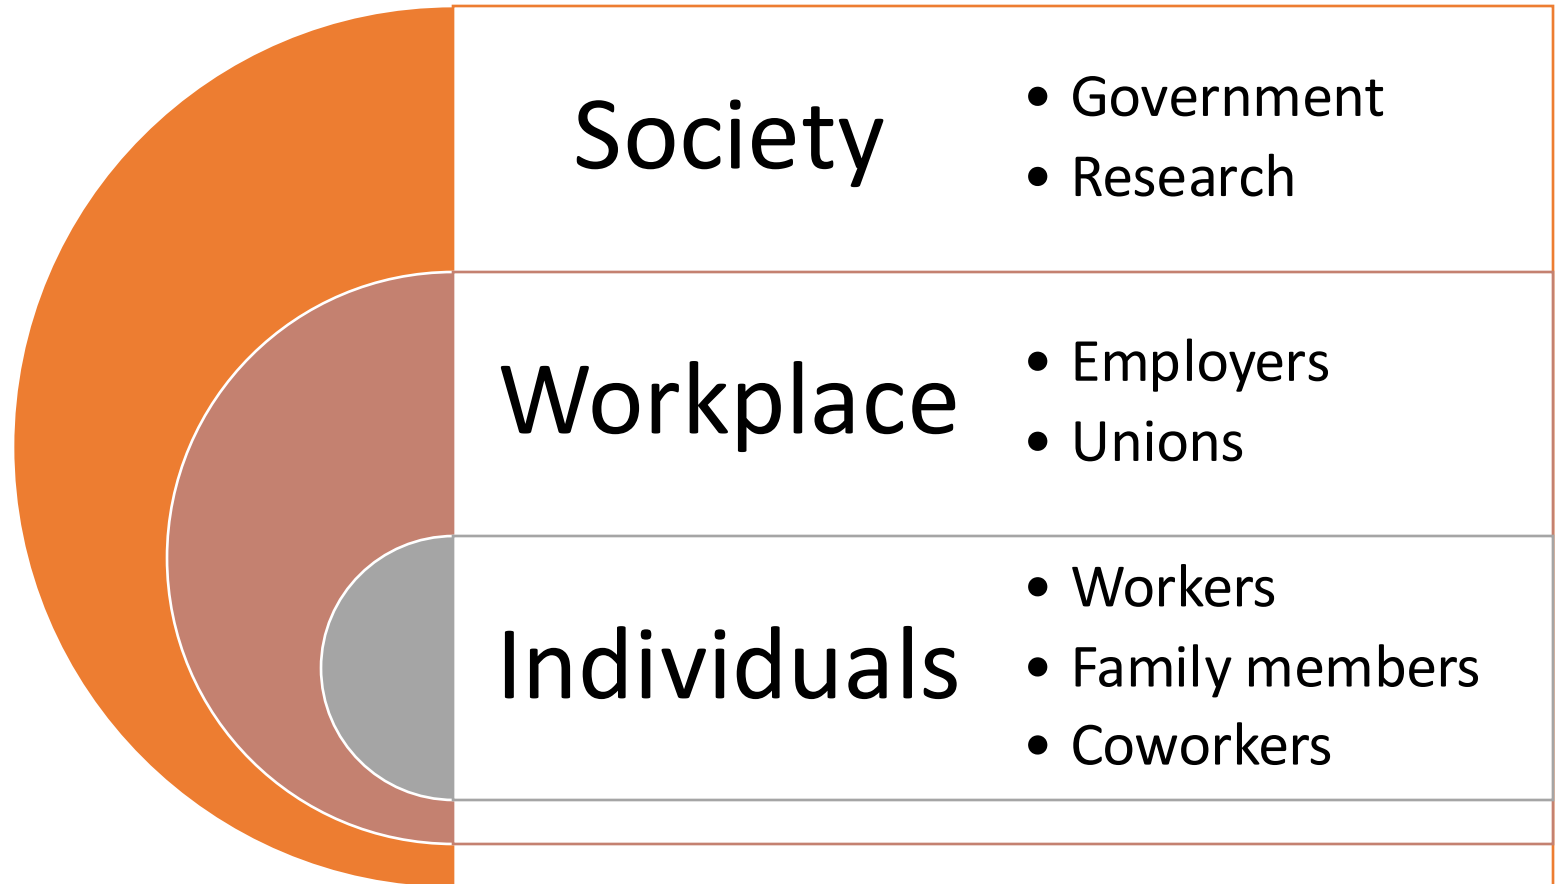 Society
• Government
• Research
Workplace
• Employers
• Unions
Individuals
• Workers
• Family members
• Coworkers